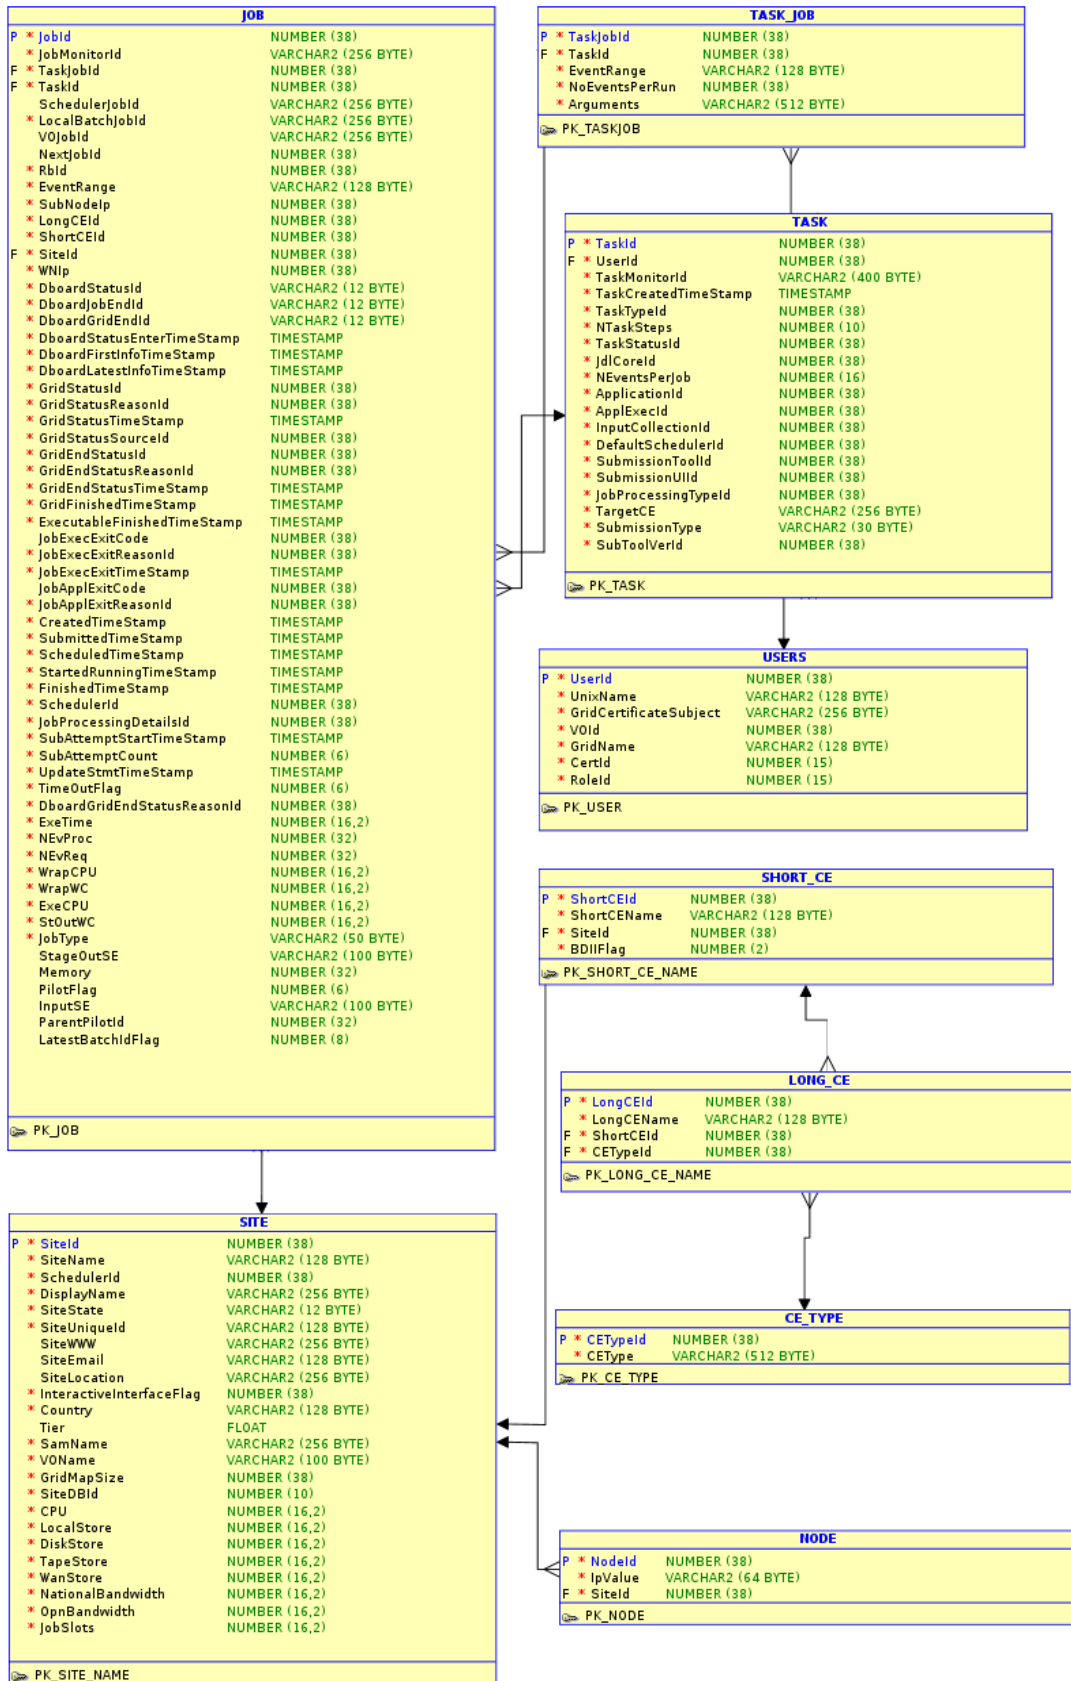 JOB
P * JobId NUMBER (38)
* JobMonitorId VARCHAR2 (256 BYTE)
F * TaskJobId NUMBER (38)
F * TaskId NUMBER (38)
SchedulerJobId VARCHAR2 (256 BYTE)
* LocalBatchJobId VARCHAR2 (256 BYTE)
VOJobId VARCHAR2 (256 BYTE)
NextJobId NUMBER (38)
* RbId NUMBER (38)
* EventRange VARCHAR2 (128 BYTE)
* SubNodeIp NUMBER (38)
* LongCEId NUMBER (38)
* ShortCEId NUMBER (38)
F * SiteId NUMBER (38)
* WNIp NUMBER (38)
* DboardStatusId VARCHAR2 (12 BYTE)
* DboardJobEndId VARCHAR2 (12 BYTE)
* DboardGridEndId VARCHAR2 (12 BYTE)
* DboardStatusEnterTimeStamp TIMESTAMP
* DboardFirstInfoTimeStamp TIMESTAMP
* DboardLatestInfoTimeStamp TIMESTAMP
* GridStatusId NUMBER (38)
* GridStatusReasonId NUMBER (38)
* GridStatusTimeStamp TIMESTAMP
* GridStatusSourceId NUMBER (38)
* GridEndStatusId NUMBER (38)
* GridEndStatusReasonId NUMBER (38)
* GridEndStatusTimeStamp TIMESTAMP
* GridFinishedTimeStamp TIMESTAMP
* ExecutableFinishedTimeStamp TIMESTAMP
JobExecExitCode NUMBER (38)
* JobExecExitReasonId NUMBER (38)
* JobExecExitTimeStamp TIMESTAMP
JobApplExitCode NUMBER (38)
* JobApplExitReasonId NUMBER (38)
* CreatedTimeStamp TIMESTAMP
* SubmittedTimeStamp TIMESTAMP
* ScheduledTimeStamp TIMESTAMP
* StartedRunningTimeStamp TIMESTAMP
* FinishedTimeStamp TIMESTAMP
* SchedulerId NUMBER (38)
* JobProcessingDetailsId NUMBER (38)
* SubAttemptStartTimeStamp TIMESTAMP
* SubAttemptCount NUMBER (6)
* UpdateStmtTimeStamp TIMESTAMP
* TimeOutFlag NUMBER (6)
* DboardGridEndStatusReasonId NUMBER (38)
* ExeTime NUMBER (16,2)
* NEvProc NUMBER (32)
* NEvReq NUMBER (32)
* WrapCPU NUMBER (16,2)
* WrapWC NUMBER (16,2)
* ExeCPU NUMBER (16,2)
* StOutWC NUMBER (16,2)
* JobType VARCHAR2 (50 BYTE)
StageOutSE VARCHAR2 (100 BYTE)
Memory NUMBER (32)
PilotFlag NUMBER (6)
InputSE VARCHAR2 (100 BYTE)
ParentPilotId NUMBER (32)
LatestBatchIdFlag NUMBER (8)
PK_JOB
TASK_JOB
P * TaskJobId NUMBER (38)
F * TaskId NUMBER (38)
* EventRange VARCHAR2 (128 BYTE)
* NoEventsPerRun NUMBER (38)
* Arguments VARCHAR2 (512 BYTE)
PK_TASKJOB
TASK
P * TaskId NUMBER (38)
F * UserId NUMBER (38)
* TaskMonitorId VARCHAR2 (400 BYTE)
* TaskCreatedTimeStamp TIMESTAMP
* TaskTypeId NUMBER (38)
* NTaskSteps NUMBER (10)
* TaskStatusId NUMBER (38)
* JdlCoreId NUMBER (38)
* NEventsPerJob NUMBER (16)
* ApplicationId NUMBER (38)
* ApplExecId NUMBER (38)
* InputCollectionId NUMBER (38)
* DefaultSchedulerId NUMBER (38)
* SubmissionToolId NUMBER (38)
* SubmissionUIId NUMBER (38)
* JobProcessingTypeId NUMBER (38)
* TargetCE VARCHAR2 (256 BYTE)
* SubmissionType VARCHAR2 (30 BYTE)
* SubToolVerId NUMBER (38)
PK_TASK
USERS
P * UserId NUMBER (38)
* UnixName VARCHAR2 (128 BYTE)
* GridCertificateSubject VARCHAR2 (256 BYTE)
* VOId NUMBER (38)
* GridName VARCHAR2 (128 BYTE)
* CertId NUMBER (15)
* RoleId NUMBER (15)
PK_USER
SHORT_CE
P * ShortCEId NUMBER (38)
* ShortCEName VARCHAR2 (128 BYTE)
F * SiteId NUMBER (38)
* BDIIFlag NUMBER (2)
PK_SHORT_CE_NAME
LONG_CE
P * LongCEId NUMBER (38)
* LongCEName VARCHAR2 (128 BYTE)
F * ShortCEId NUMBER (38)
F * CETypeId NUMBER (38)
PK_LONG_CE_NAME
SITE
P * SiteId NUMBER (38)
* SiteName VARCHAR2 (128 BYTE)
* SchedulerId NUMBER (38)
* DisplayName VARCHAR2 (256 BYTE)
* SiteState VARCHAR2 (12 BYTE)
* SiteUniqueId VARCHAR2 (128 BYTE)
SiteWWW VARCHAR2 (256 BYTE)
SiteEmail VARCHAR2 (128 BYTE)
SiteLocation VARCHAR2 (256 BYTE)
* InteractiveInterfaceFlag NUMBER (38)
* Country VARCHAR2 (128 BYTE)
Tier FLOAT
* SamName VARCHAR2 (256 BYTE)
* VOName VARCHAR2 (100 BYTE)
* GridMapSize NUMBER (38)
* SiteDBId NUMBER (10)
* CPU NUMBER (16,2)
* LocalStore NUMBER (16,2)
* DiskStore NUMBER (16,2)
* TapeStore NUMBER (16,2)
* WanStore NUMBER (16,2)
* NationalBandwidth NUMBER (16,2)
* OpnBandwidth NUMBER (16,2)
* JobSlots NUMBER (16,2)
PK_SITE_NAME
CE_TYPE
P * CETypeId NUMBER (38)
* CEType VARCHAR2 (512 BYTE)
PK_CE_TYPE
NODE
P * NodeId NUMBER (38)
* IpValue VARCHAR2 (64 BYTE)
F * SiteId NUMBER (38)
PK_NODE